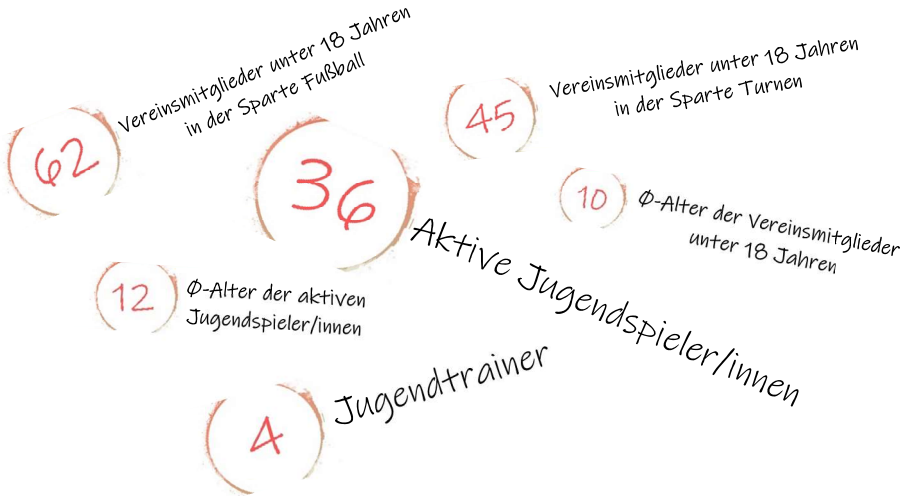 62
Vereinsmitglieder unter 18 Jahren
in der Sparte Fußball
45
Vereinsmitglieder unter 18 Jahren
in der Sparte Turnen
36
Aktive Jugendspieler/innen
10
Ø-Alter der Vereinsmitglieder
unter 18 Jahren
12
Ø-Alter der aktiven
Jugendspieler/innen
4
Jugendtrainer